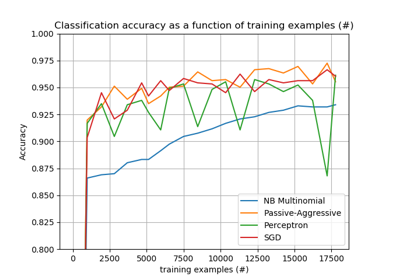 Classification accuracy as a function of training examples (#)
1.000
0.975
0.950
0.925
0.900
0.875
0.850
0.825
0.800
Accuracy
NB Multinomial
Passive-Aggressive
Perceptron
SGD
0 2500 5000 7500 10000 12500 15000 17500
training examples (#)